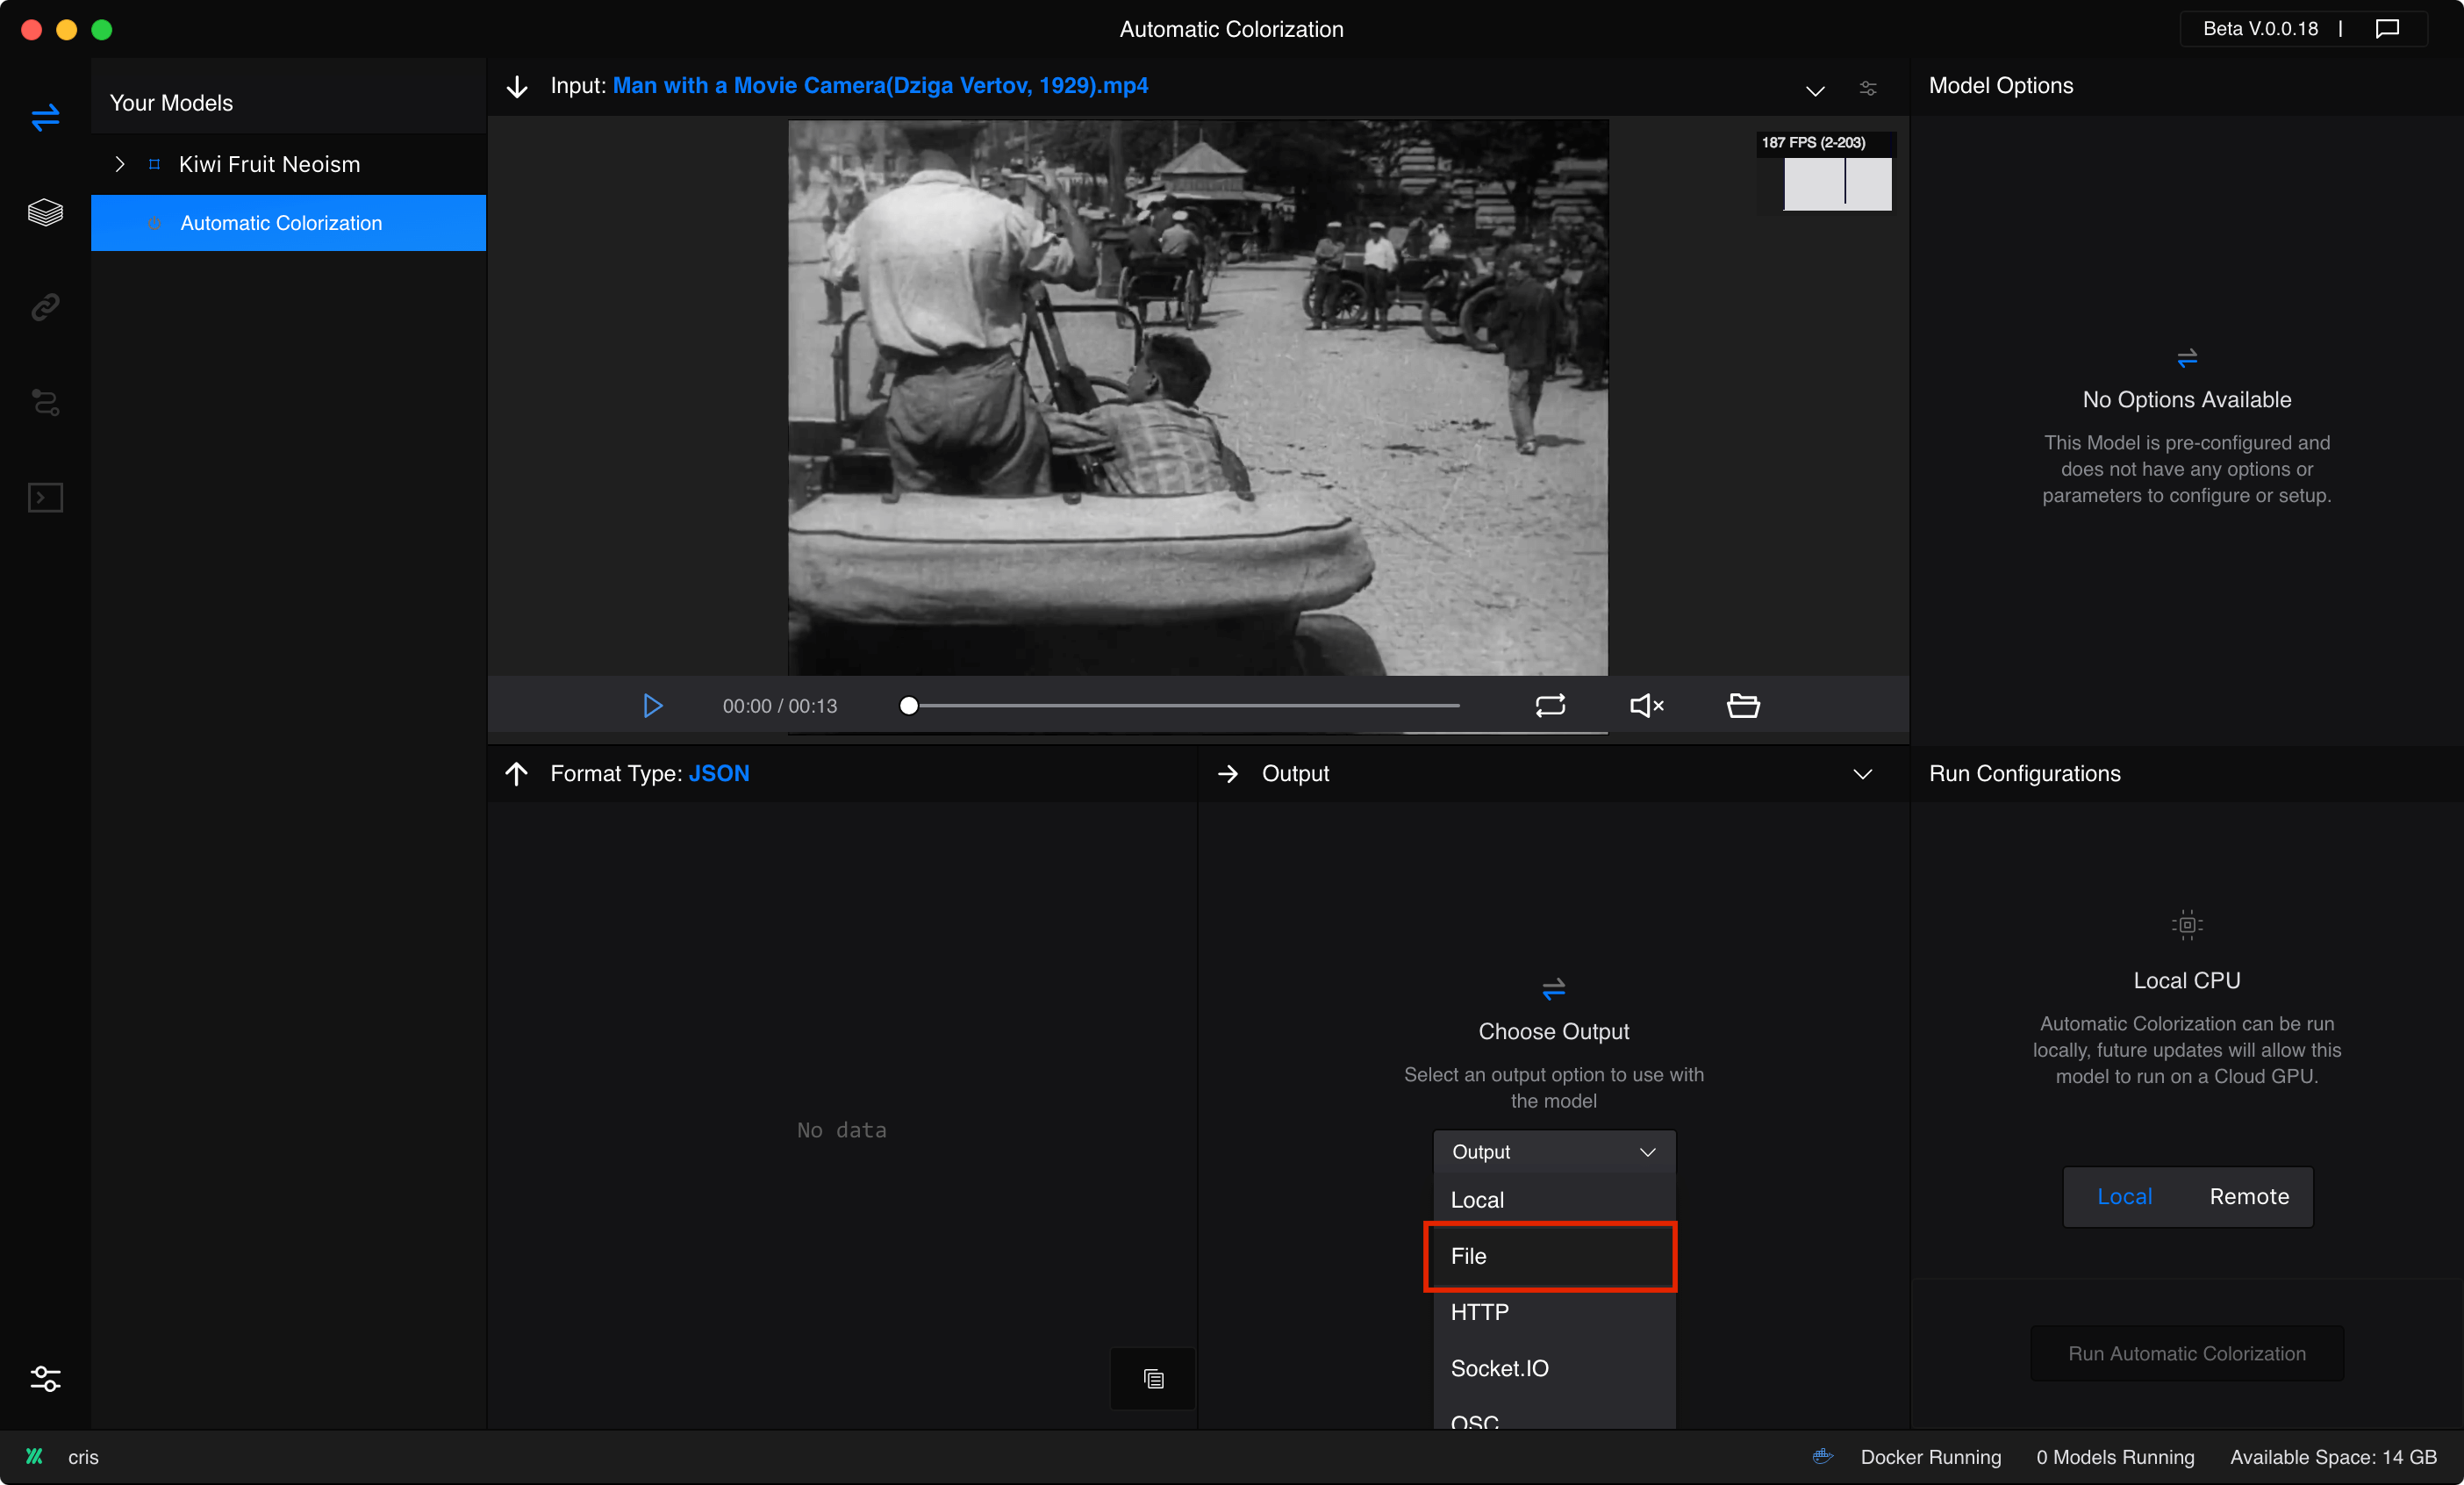 Automatic Colorization
Beta V.0.0.18 |
Your Models
Kiwi Fruit Neoism
Automatic Colorization
Input: Man with a Movie Camera(Dziga Vertov, 1929).mp4
187 FPS (2-203)
00:00 / 00:13
Model Options
No Options Available
This Model is pre-configured and
does not have any options or
parameters to configure or setup.
Format Type: JSON
No data
Output
Choose Output
Select an output option to use with
the model
Output
Local
File
HTTP
Socket.IO
OSC
Run Configurations
Local CPU
Automatic Colorization can be run
locally, future updates will allow this
model to run on a Cloud GPU.
Local Remote
Run Automatic Colorization
cris
Docker Running
0 Models Running
Available Space: 14 GB